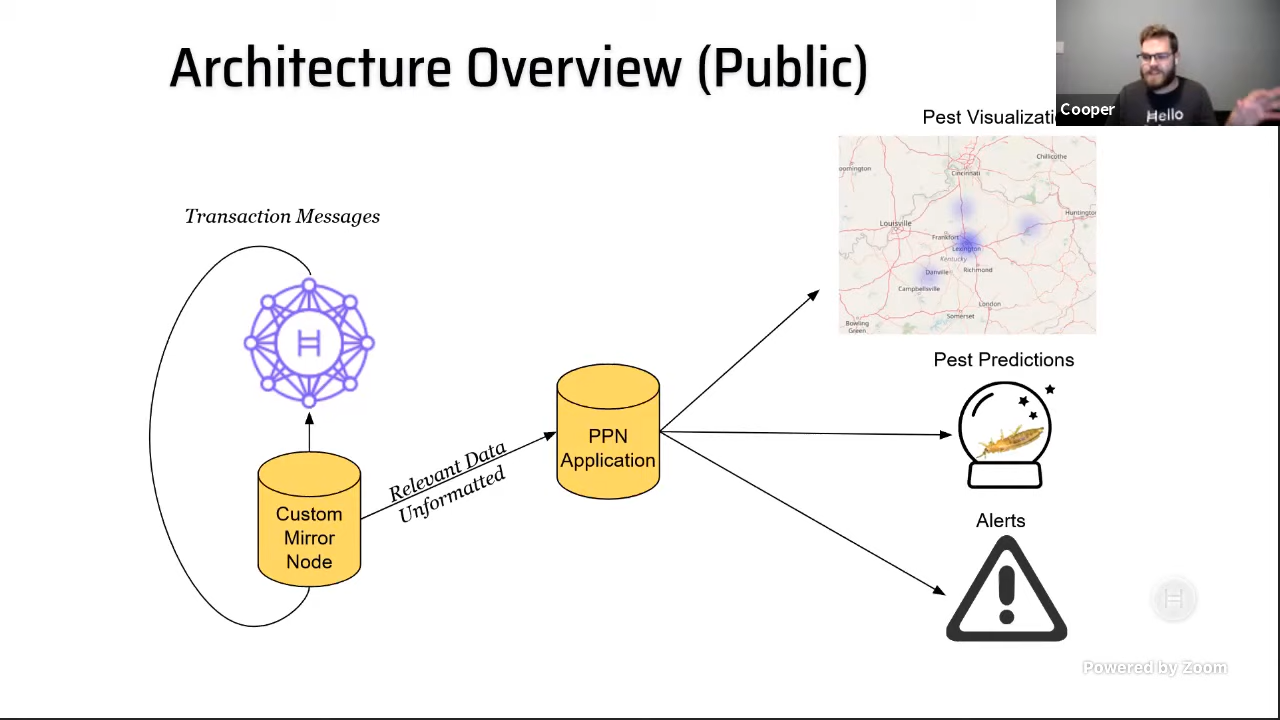 Architecture Overview (Public)
Cooper
Hello
Pest Visualizati
Transaction Messages
oomington
Chillicothe
Cincinnati
Huntington
Louisville
Frankfort
Lexington
Kentucky
Danville
Richmond
Campbellsville
London
Somerset
Bowling
Green
Pest Predictions
PPN
Application
Relevant Data
Unformatted
Custom
Mirror
Node
Alerts
Powered by Zoom